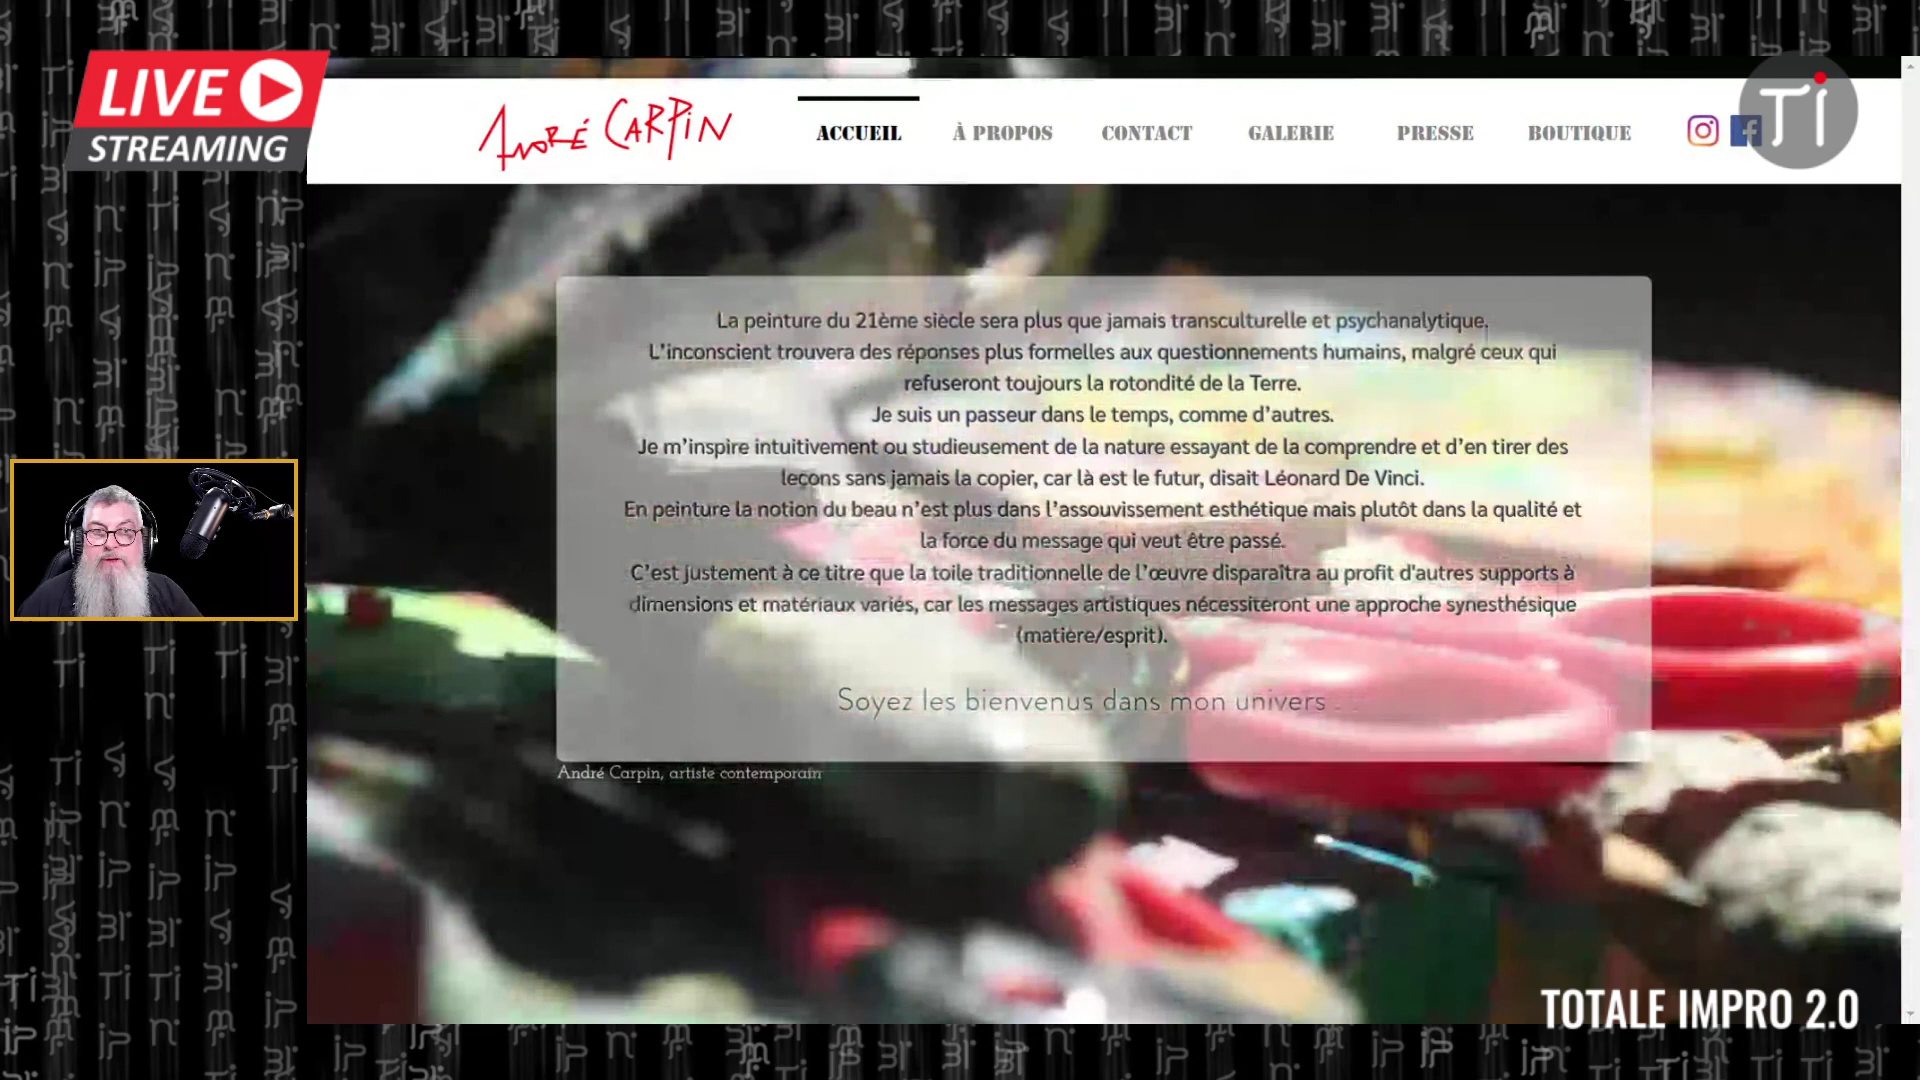 LIVE
STREAMING
ANDRÉ CARPIN
ACCUEIL
À PROPOS
CONTACT
GALERIE
PRESSE
BOUTIQUE
Ti
La peinture du 21ème siècle sera plus que jamais transculturelle et psychanalytique.
L'inconscient trouvera des réponses plus formelles aux questionnements humains, malgré ceux qui
refuseront toujours la rotondité de la Terre.
Je suis un passeur dans le temps, comme d'autres.
Je m'inspire intuitivement ou studieusement de la nature essayant de la comprendre et d'en tirer des
leçons sans jamais la copier, car là est le futur, disait Léonard De Vinci.
En peinture la notion du beau n'est plus dans l'assouvissement esthétique mais plutôt dans la qualité et
la force du message qui veut être passé.
C'est justement à ce titre que la toile traditionnelle de l'œuvre disparaîtra au profit d'autres supports à
dimensions et matériaux variés, car les messages artistiques nécessiteront une approche synesthésique
(matière/esprit).
Soyez les bienvenus dans mon univers . .
André Carpin, artiste contemporain
TOTALE IMPRO 2.0